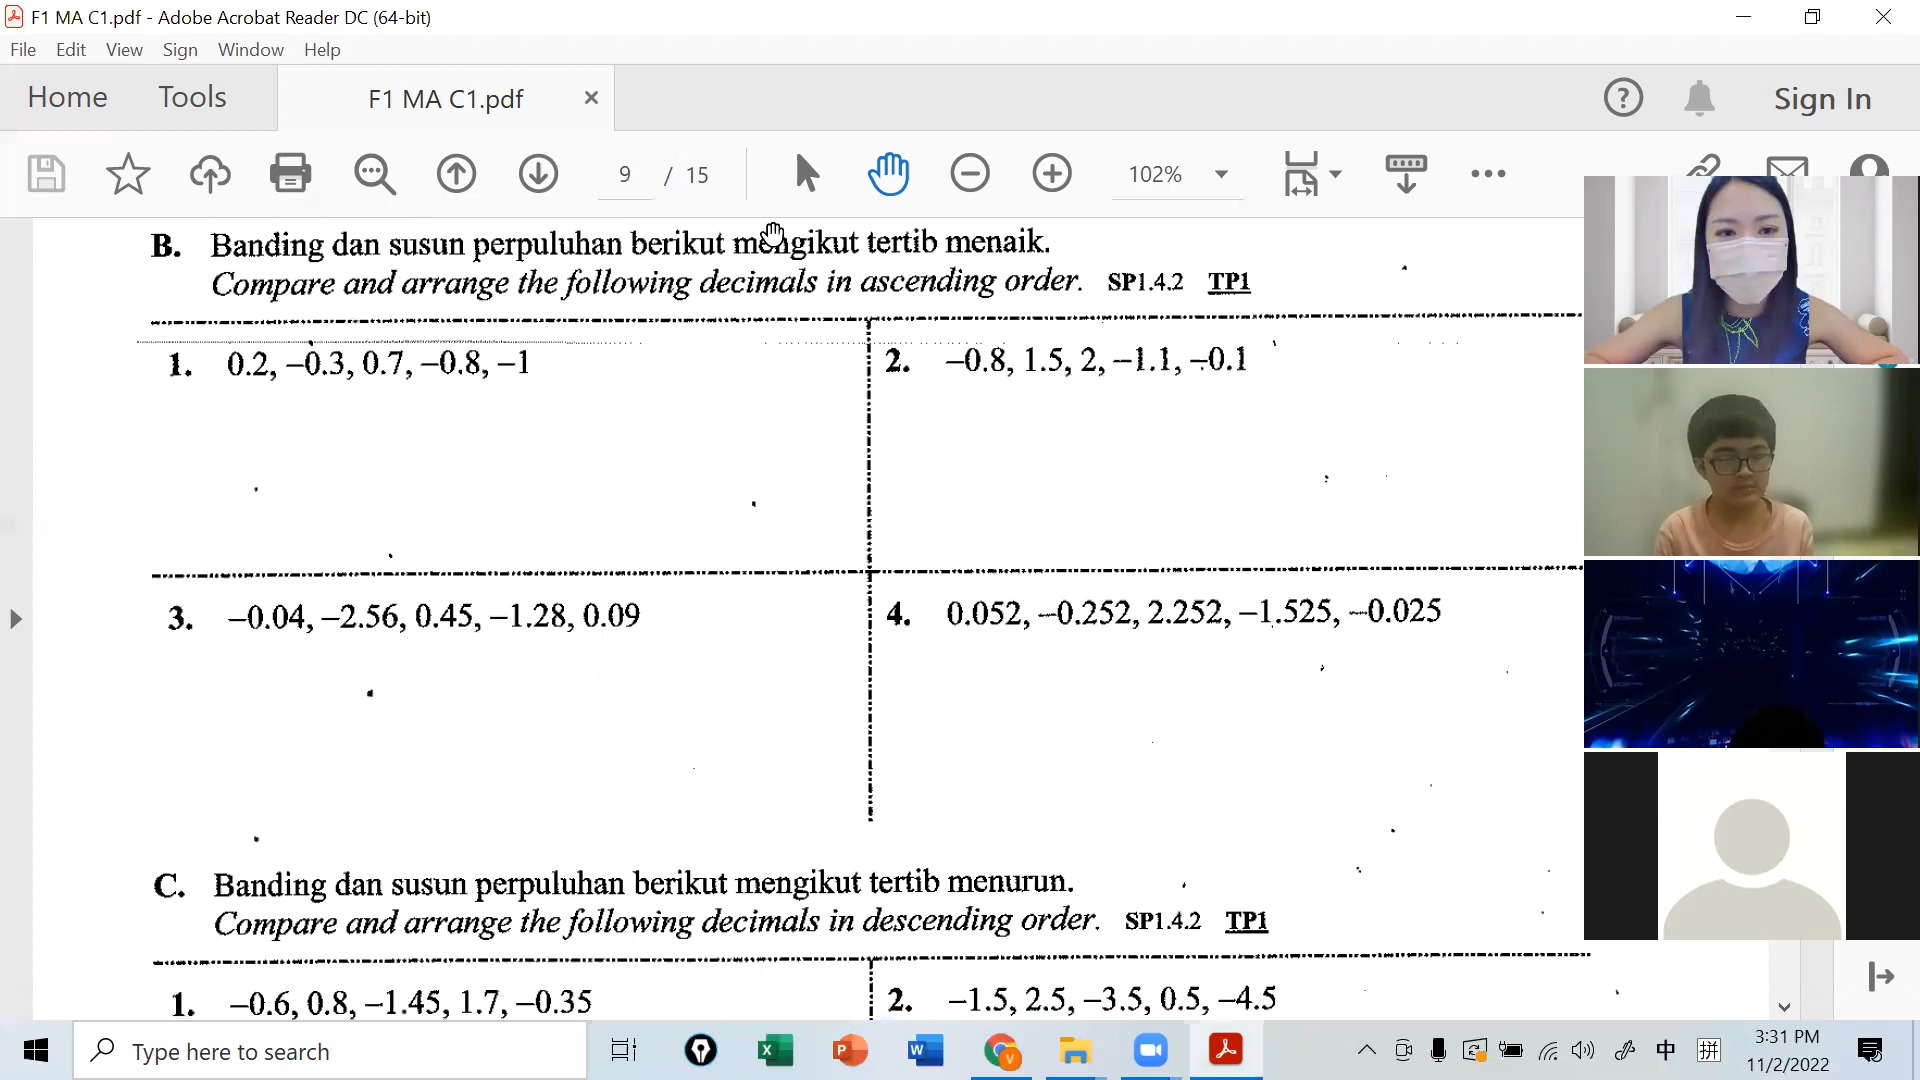 F1 MA C1.pdf - Adobe Acrobat Reader DC (64-bit)
File Edit View Sign Window Help
Home Tools F1 MA C1.pdf × Sign In
9 / 15 102%
B. Banding dan susun perpuluhan berikut mengikut tertib menaik.
Compare and arrange the following decimals in ascending order. SP1.4.2 TP1
1. 0.2, –0.3, 0.7, –0.8, –1
2. –0.8, 1.5, 2, –1.1, –0.1
3. –0.04, –2.56, 0.45, –1.28, 0.09
4. 0.052, –0.252, 2.252, –1.525, –0.025
C. Banding dan susun perpuluhan berikut mengikut tertib menurun.
Compare and arrange the following decimals in descending order. SP1.4.2 TP1
1. –0.6, 0.8, –1.45, 1.7, –0.35
2. –1.5, 2.5, –3.5, 0.5, –4.5
Type here to search
中 拼
3:31 PM
11/2/2022